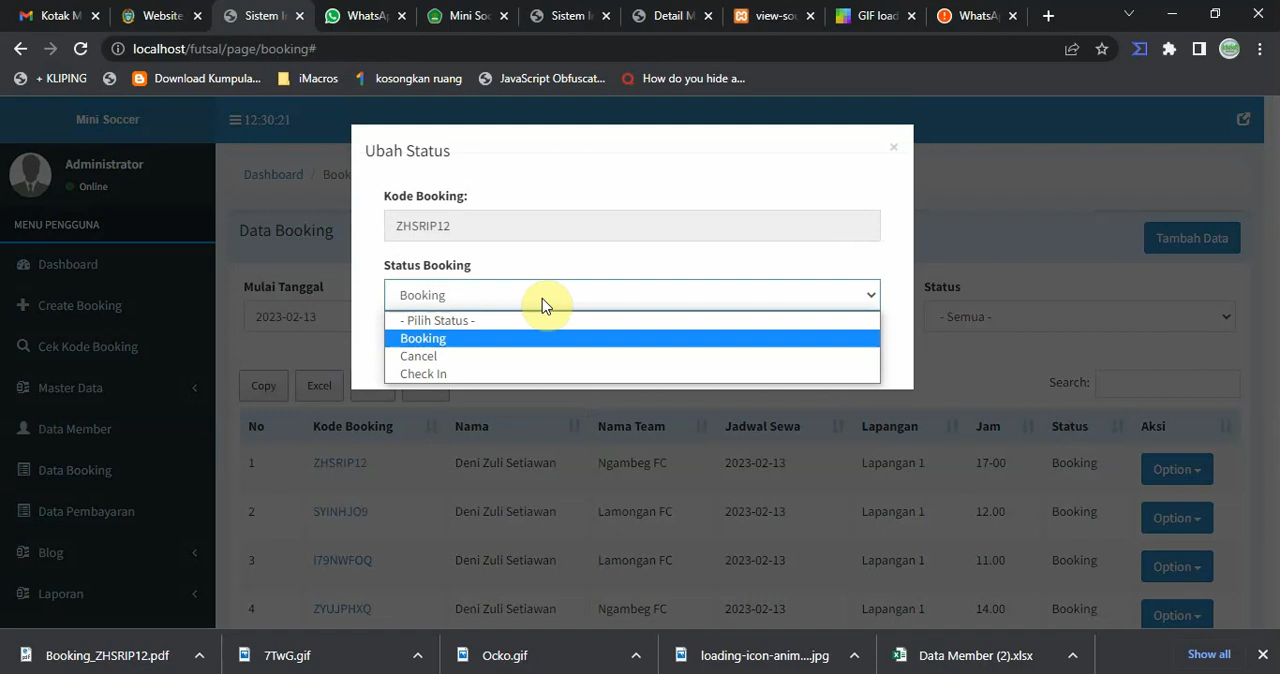 Kotak M
Website
Sistem I
WhatsAp
Mini Soc
Sistem In
Detail M
view-sou
GIF load
WhatsAp
localhost/futsal/page/booking#
+ KLIPING
Download Kumpula...
iMacros
kosongkan ruang
JavaScript Obfuscat...
How do you hide a...
Mini Soccer
12:30:21
Administrator
Online
MENU PENGGUNA
Dashboard
Create Booking
Cek Kode Booking
Master Data
Data Member
Data Booking
Data Pembayaran
Blog
Laporan
Dashboard / Book
Data Booking
Tambah Data
Mulai Tanggal
2023-02-13
Status
- Semua -
Ubah Status
×
Kode Booking:
ZHSRIP12
Status Booking
Booking
- Pilih Status -
Booking
Cancel
Check In
Copy
Excel
Search:
No Kode Booking Nama Nama Team Jadwal Sewa Lapangan Jam Status Aksi
1 ZHSRIP12 Deni Zuli Setiawan Ngambeg FC 2023-02-13 Lapangan 1 17-00 Booking Option
2 SYINHJO9 Deni Zuli Setiawan Lamongan FC 2023-02-13 Lapangan 1 12.00 Booking Option
3 I79NWFOQ Deni Zuli Setiawan Lamongan FC 2023-02-13 Lapangan 1 11.00 Booking Option
4 ZYUJPHXQ Deni Zuli Setiawan Ngambeg FC 2023-02-13 Lapangan 1 14.00 Booking Option
Booking_ZHSRIP12.pdf
7TwG.gif
Ocko.gif
loading-icon-anim....jpg
Data Member (2).xlsx
Show all